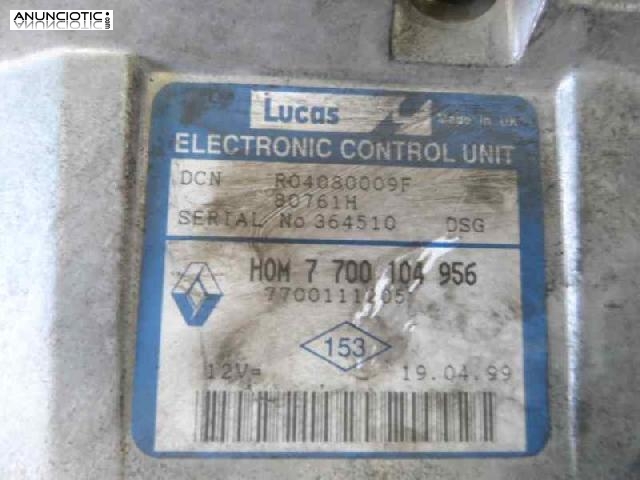 ANUNCIOTIC.com
Lucas
Made in UK
ELECTRONIC CONTROL UNIT
DCN R04080009F
80761H
SERIAL No 364510 DSG
HOM 7 700 104 956
7700111205
153
12V= 19.04.99